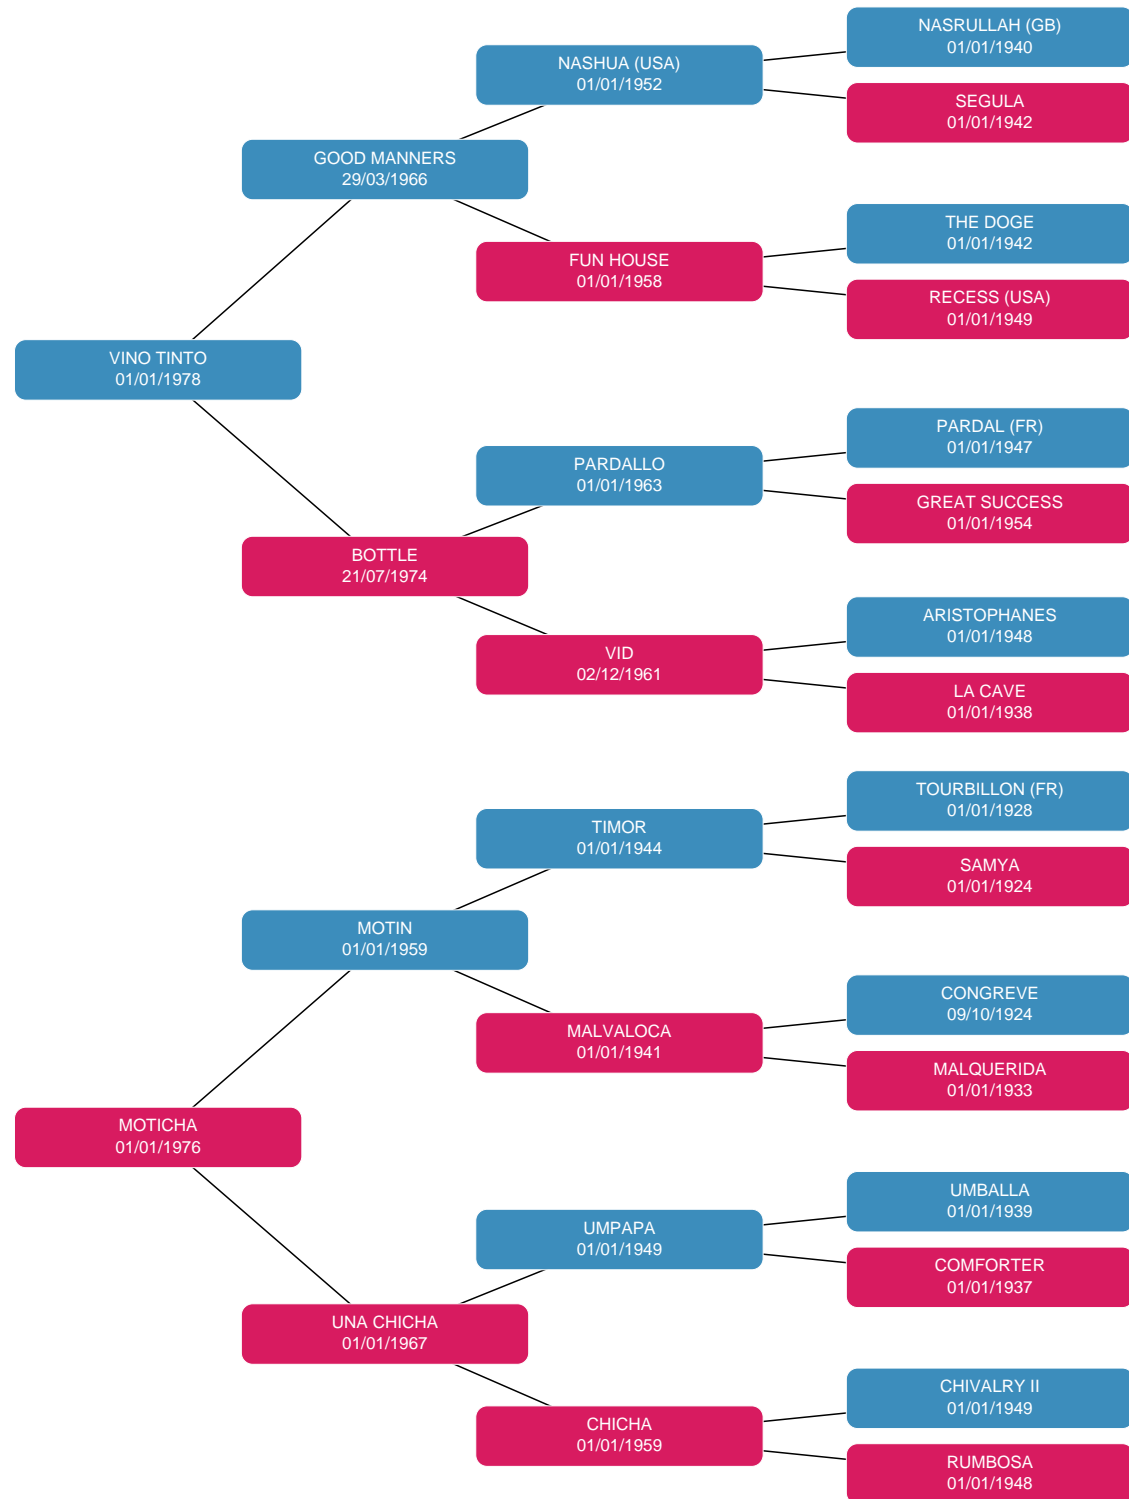 NASRULLAH (GB)
01/01/1940
NASHUA (USA)
01/01/1952
SEGULA
01/01/1942
GOOD MANNERS
29/03/1966
THE DOGE
01/01/1942
FUN HOUSE
01/01/1958
RECESS (USA)
01/01/1949
VINO TINTO
01/01/1978
PARDAL (FR)
01/01/1947
PARDALLO
01/01/1963
GREAT SUCCESS
01/01/1954
BOTTLE
21/07/1974
ARISTOPHANES
01/01/1948
VID
02/12/1961
LA CAVE
01/01/1938
TOURBILLON (FR)
01/01/1928
TIMOR
01/01/1944
SAMYA
01/01/1924
MOTIN
01/01/1959
CONGREVE
09/10/1924
MALVALOCA
01/01/1941
MALQUERIDA
01/01/1933
MOTICHA
01/01/1976
UMBALLA
01/01/1939
UMPAPA
01/01/1949
COMFORTER
01/01/1937
UNA CHICHA
01/01/1967
CHIVALRY II
01/01/1949
CHICHA
01/01/1959
RUMBOSA
01/01/1948